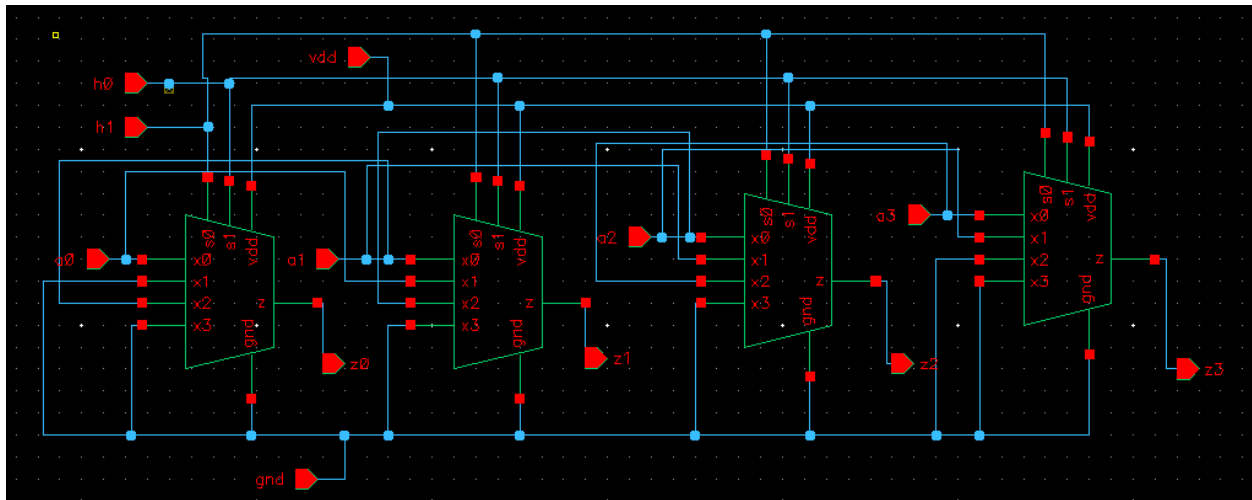 vdd
h0
h1
s0 s1 vdd
s0 s1 vdd
s0 s1 vdd
s0 s1 vdd
a0
x0
x1
x2
x3
z
gnd
z0
a1
x0
x1
x2
x3
z
gnd
z1
a2
x0
x1
x2
x3
z
gnd
z2
a3
x0
x1
x2
x3
z
gnd
z3
gnd